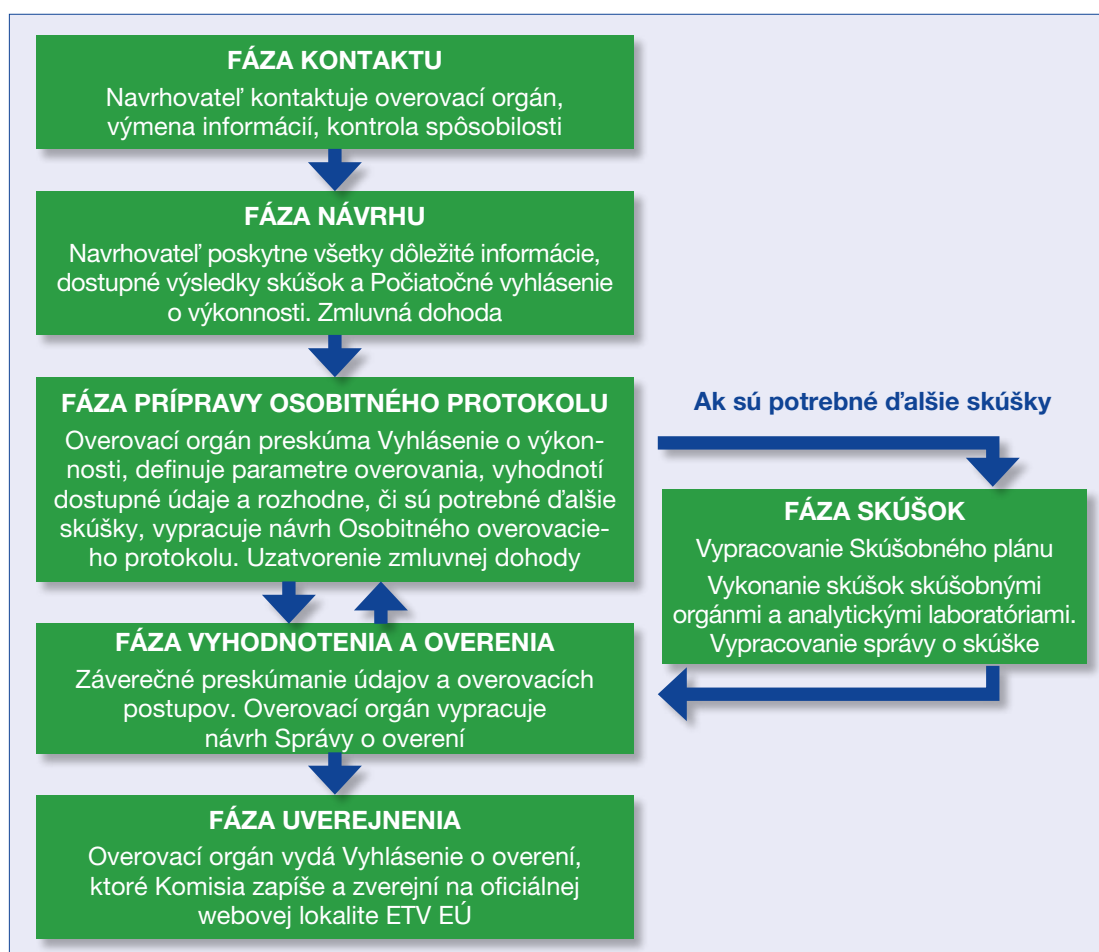 FÁZA KONTAKTU
Navrhovateľ kontaktuje overovací orgán,
výmena informácií, kontrola spôsobilosti
FÁZA NÁVRHU
Navrhovateľ poskytne všetky dôležité informácie,
dostupné výsledky skúšok a Počiatočné vyhlásenie
o výkonnosti. Zmluvná dohoda
FÁZA PRÍPRAVY OSOBITNÉHO PROTOKOLU
Overovací orgán preskúma Vyhlásenie o výkon-
nosti, definuje parametre overovania, vyhodnotí
dostupné údaje a rozhodne, či sú potrebné ďalšie
skúšky, vypracuje návrh Osobitného overovacie-
ho protokolu. Uzatvorenie zmluvnej dohody
Ak sú potrebné ďalšie skúšky
FÁZA SKÚŠOK
Vypracovanie Skúšobného plánu
Vykonanie skúšok skúšobnými
orgánmi a analytickými laboratóriami.
Vypracovanie správy o skúške
FÁZA VYHODNOTENIA A OVERENIA
Záverečné preskúmanie údajov a overovacích
postupov. Overovací orgán vypracuje
návrh Správy o overení
FÁZA UVEREJNENIA
Overovací orgán vydá Vyhlásenie o overení,
ktoré Komisia zapíše a zverejní na oficiálnej
webovej lokalite ETV EÚ